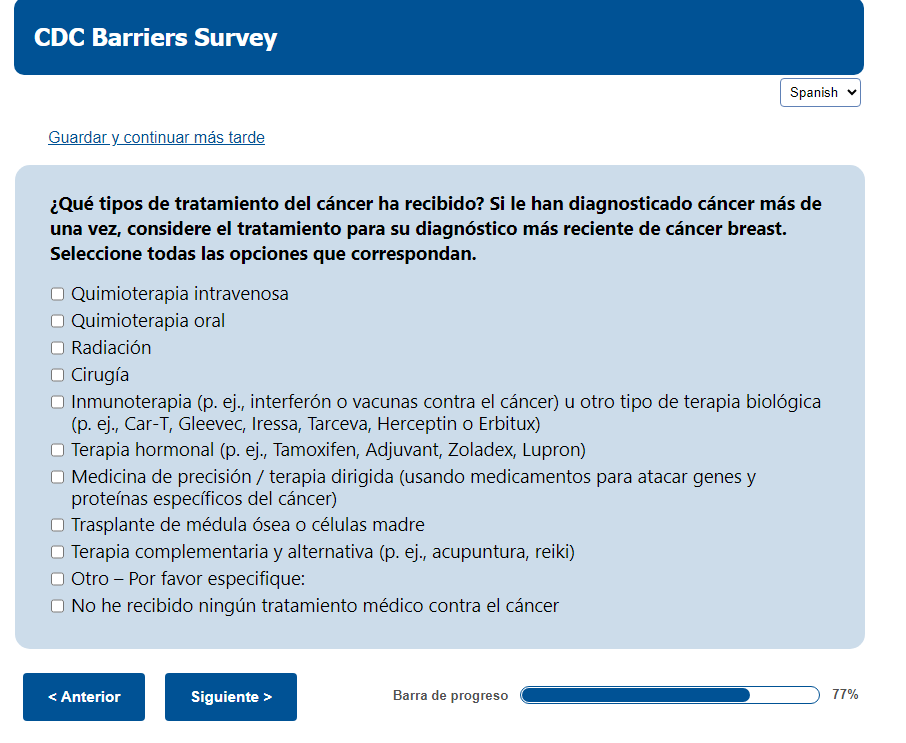 CDC Barriers Survey
Spanish
Guardar y continuar más tarde
¿Qué tipos de tratamiento del cáncer ha recibido? Si le han diagnosticado cáncer más de
una vez, considere el tratamiento para su diagnóstico más reciente de cáncer breast.
Seleccione todas las opciones que correspondan.
Quimioterapia intravenosa
Quimioterapia oral
Radiación
Cirugía
Inmunoterapia (p. ej., interferón o vacunas contra el cáncer) u otro tipo de terapia biológica
(p. ej., Car-T, Gleevec, Iressa, Tarceva, Herceptin o Erbitux)
Terapia hormonal (p. ej., Tamoxifen, Adjuvant, Zoladex, Lupron)
Medicina de precisión / terapia dirigida (usando medicamentos para atacar genes y
proteínas específicos del cáncer)
Trasplante de médula ósea o células madre
Terapia complementaria y alternativa (p. ej., acupuntura, reiki)
Otro – Por favor especifique:
No he recibido ningún tratamiento médico contra el cáncer
< Anterior
Siguiente >
Barra de progreso
77%